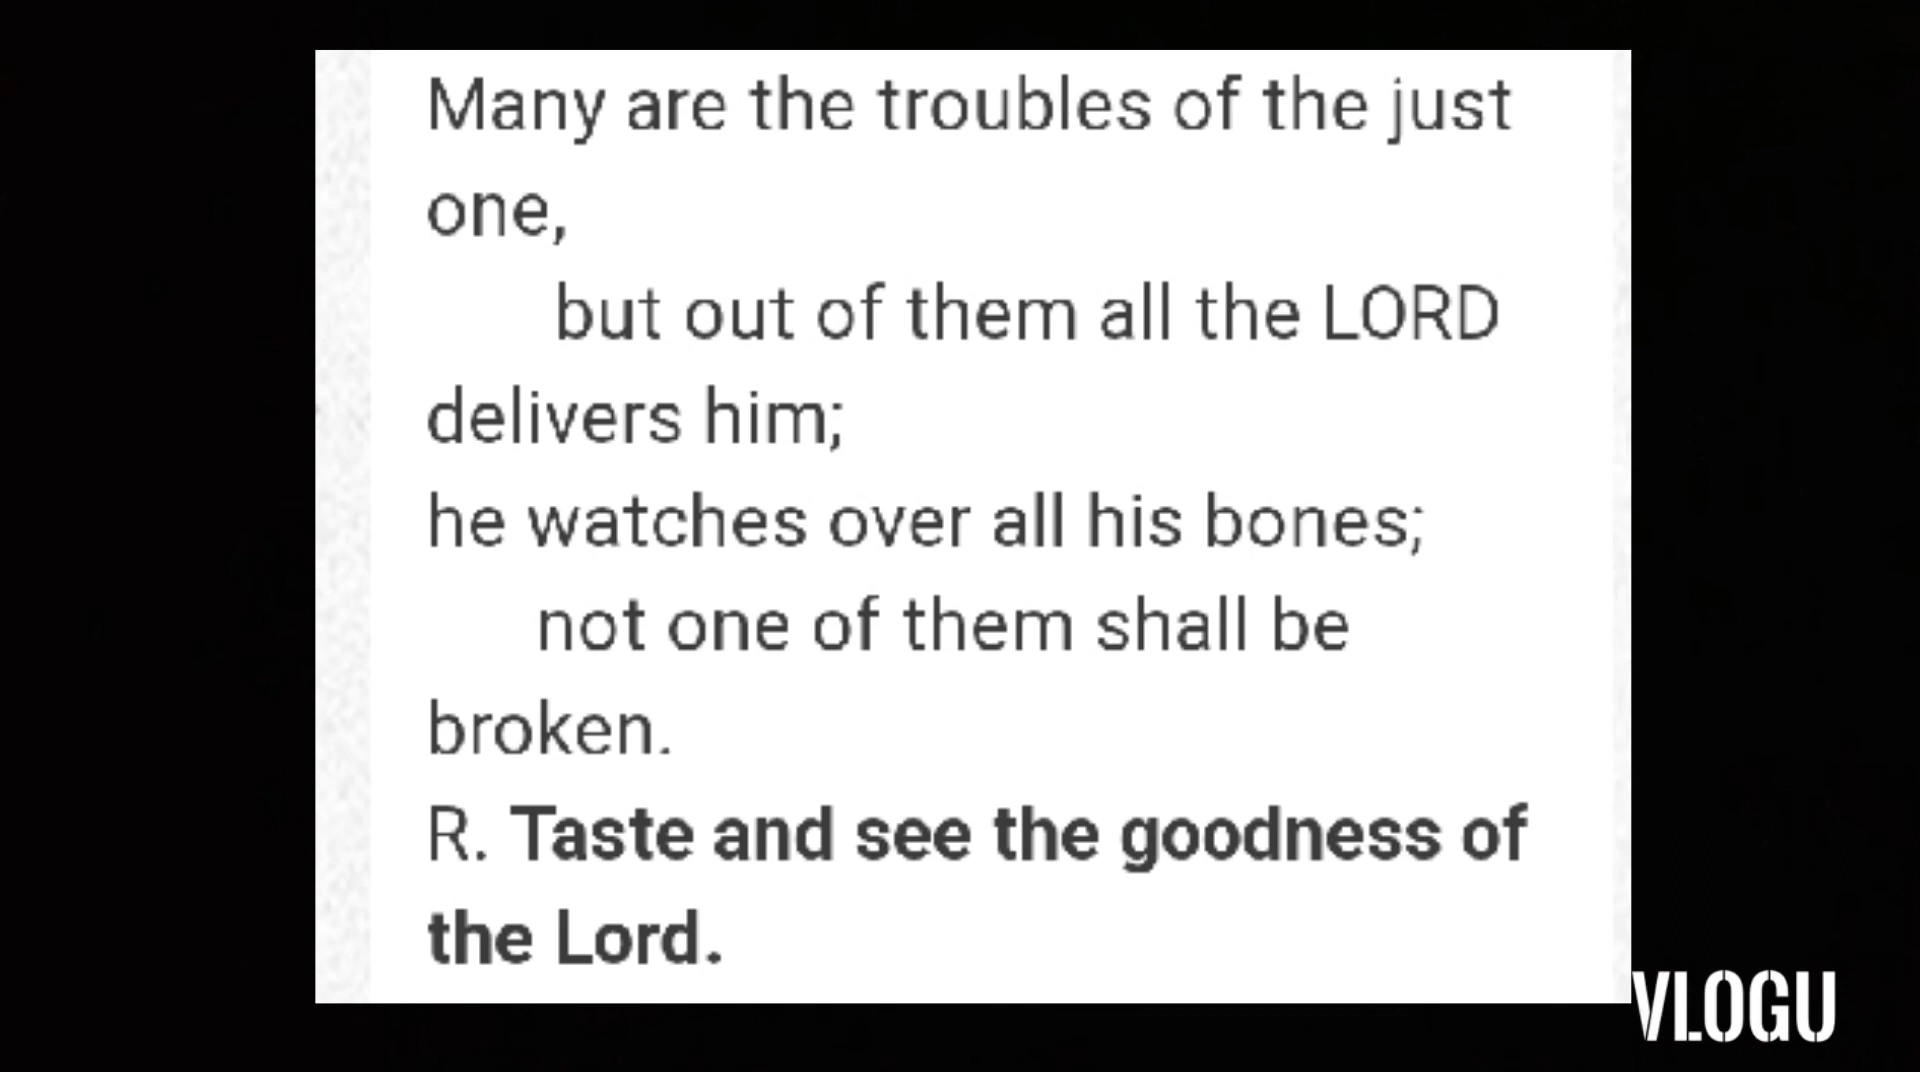 Many are the troubles of the just
one,
but out of them all the LORD
delivers him;
he watches over all his bones;
not one of them shall be
broken.
R. Taste and see the goodness of
the Lord.
VLOGU